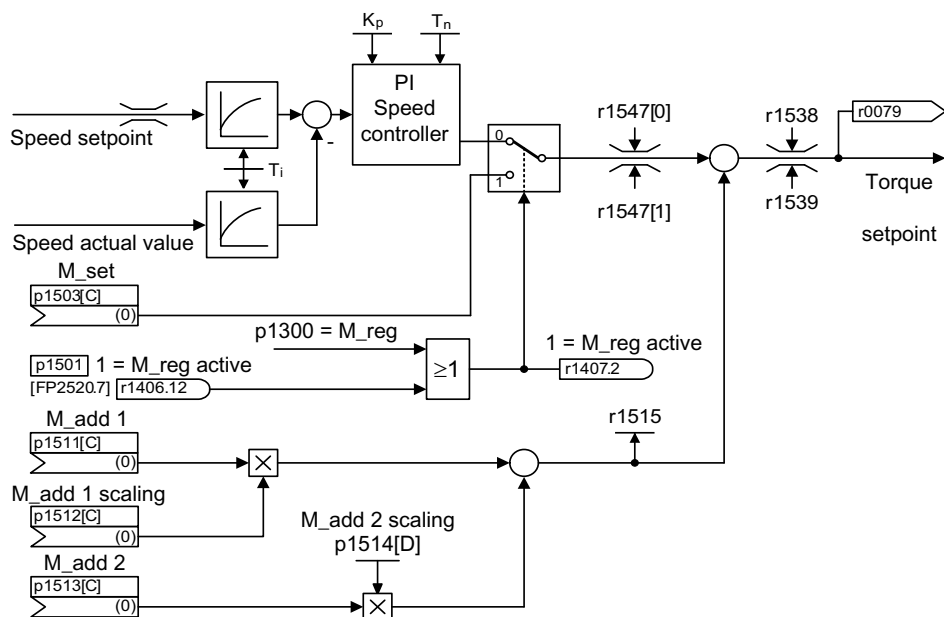 Kp
Tn
PI
Speed
controller
Speed setpoint
-
Ti
Speed actual value
0
1
r1547[0]
r1547[1]
r1538
r1539
r0079
Torque
setpoint
M_set
p1503[C]
(0)
p1300 = M_reg
p1501
1 = M_reg active
[FP2520.7]
r1406.12
≥1
1 = M_reg active
r1407.2
M_add 1
p1511[C]
(0)
r1515
M_add 1 scaling
p1512[C]
(0)
M_add 2 scaling
p1514[D]
M_add 2
p1513[C]
(0)